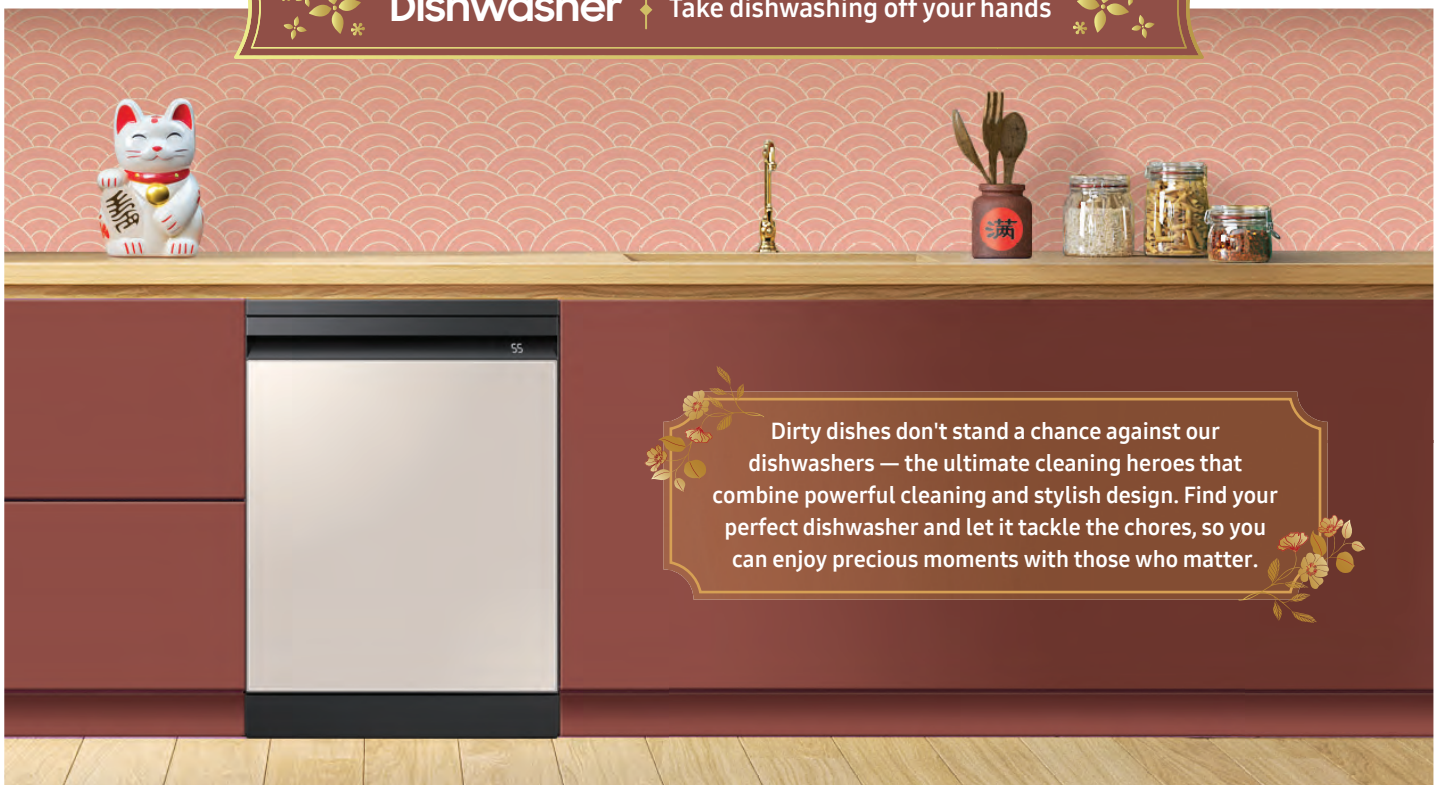 Dishwasher Take dishwashing off your hands
满
55
Dirty dishes don't stand a chance against our
dishwashers — the ultimate cleaning heroes that
combine powerful cleaning and stylish design. Find your
perfect dishwasher and let it tackle the chores, so you
can enjoy precious moments with those who matter.